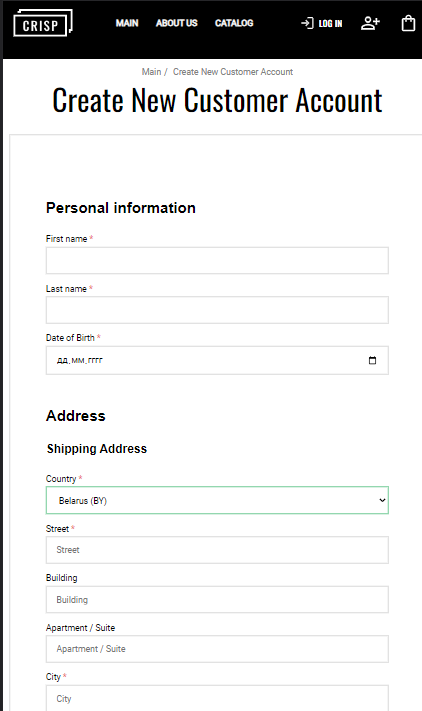 CRISP MAIN ABOUT US CATALOG LOG IN
Main / Create New Customer Account
Create New Customer Account
Personal information
First name *
Last name *
Date of Birth *
дд.мм.гггг
Address
Shipping Address
Country *
Belarus (BY)
Street *
Street
Building
Building
Apartment / Suite
Apartment / Suite
City *
City